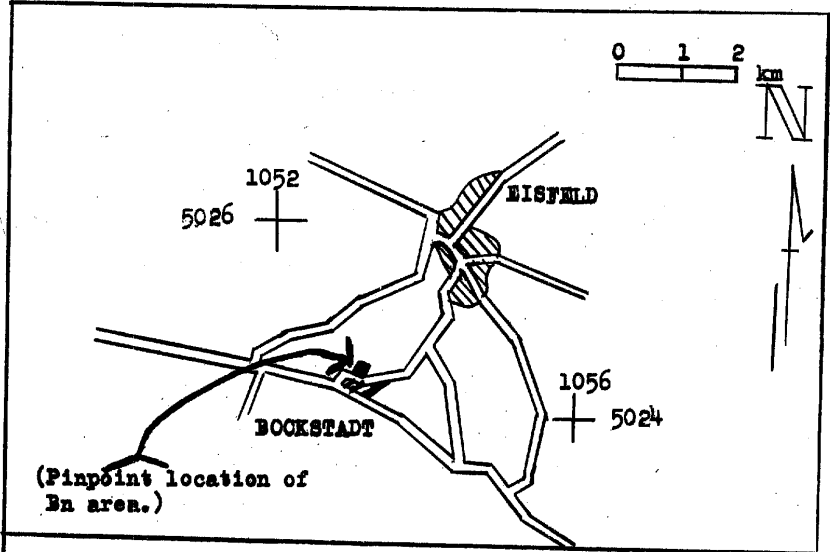 0 1 2
km
N
1052
5026
EISFELD
1056
5024
BOCKSTADT
(Pinpoint location of
Bn area.)